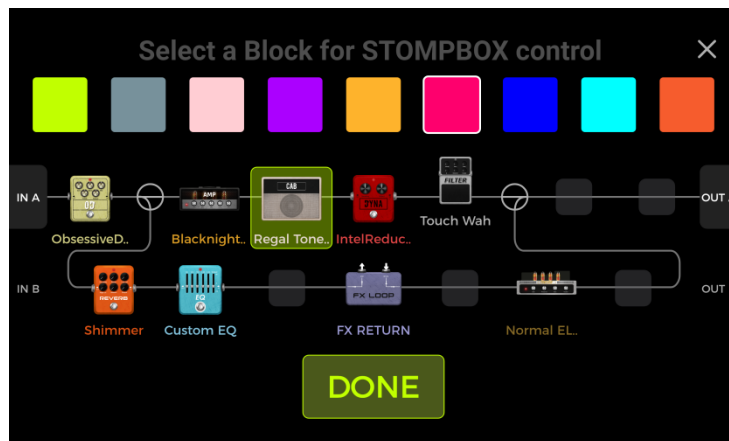 Select a Block for STOMPBOX control
IN A
OD
AMP
CAB
DYNA
FILTER
OUT
ObsessiveD..
Blacknight..
Regal Tone..
IntelReduc..
Touch Wah
IN B
REVERB
EQ
FX LOOP
OUT
Shimmer
Custom EQ
FX RETURN
Normal EL..
DONE